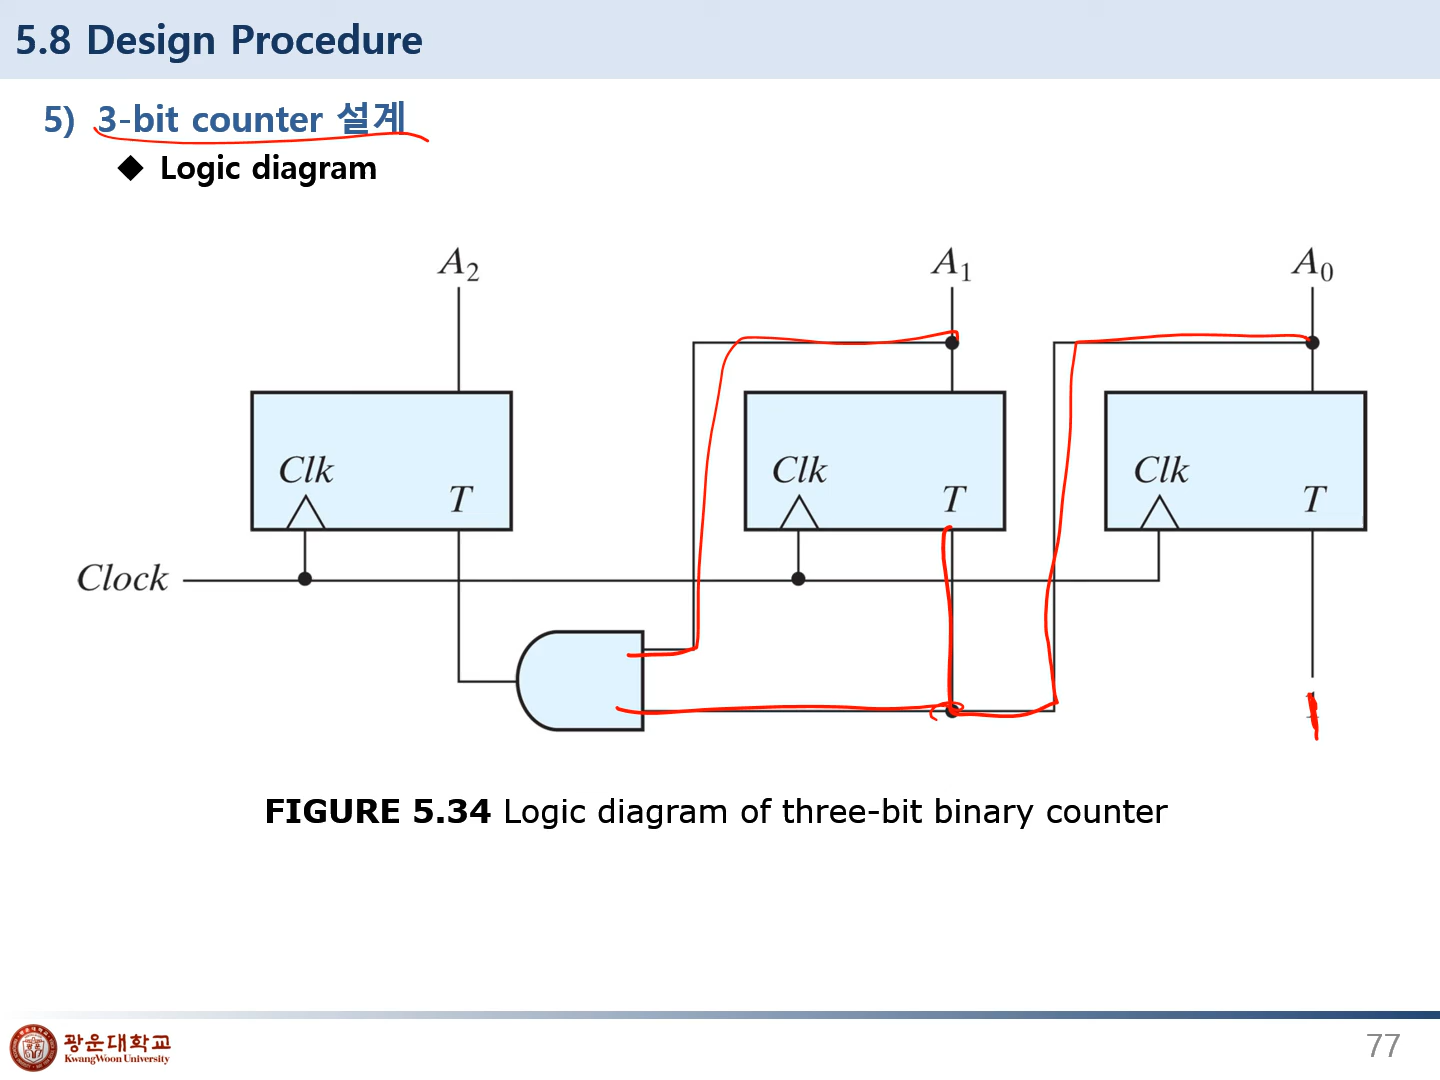 5.8 Design Procedure
5) 3-bit counter 설계
◆ Logic diagram
A₂ A₁ A₀
Clk T Clk T Clk T
Clock
1
FIGURE 5.34 Logic diagram of three-bit binary counter
광운대학교
KwangWoon University
77